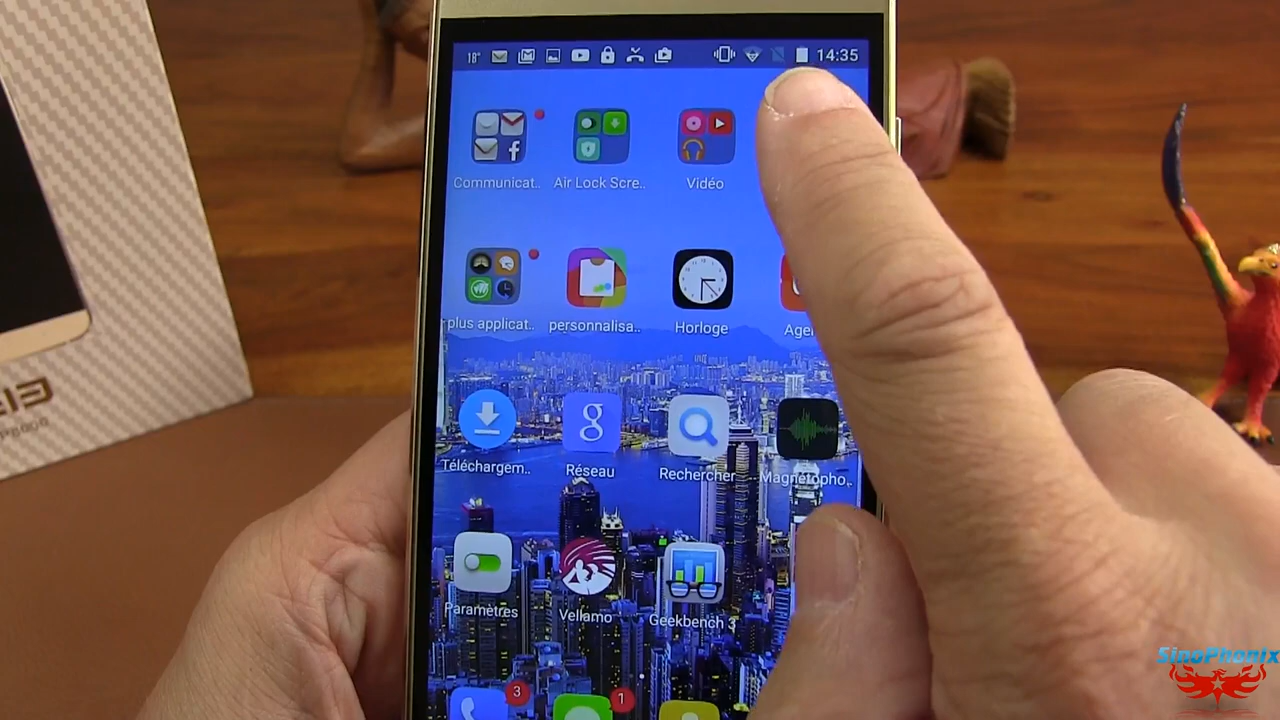 18° 14:35
Communicat.. Air Lock Scre.. Vidéo
plus applicat.. personnalisa.. Horloge
Téléchargem.. Réseau Rechercher Magnétopho..
Paramètres Vellamo Geekbench 3
3 1
P8000
SinoPhonix